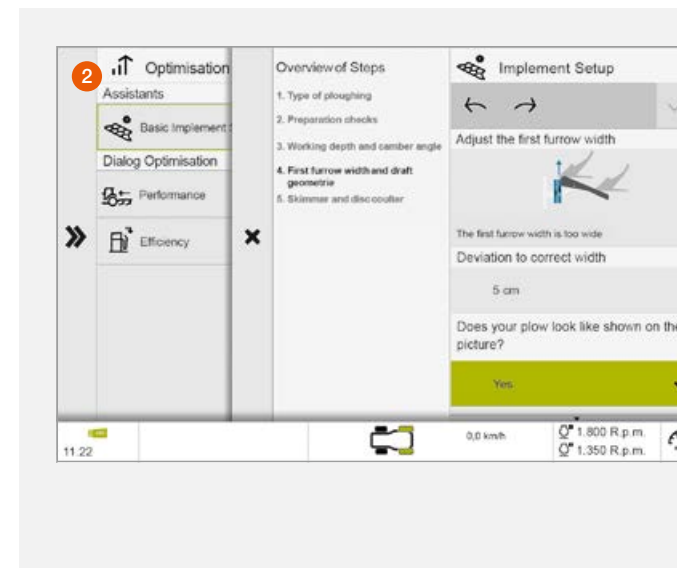 2
Optimisation
Assistants
Basic Implement
Dialog Optimisation
Performance
Efficiency
Overview of Steps
1. Type of ploughing
2. Preparation checks
3. Working depth and camber angle
4. First furrow width and draft
geometrie
5. Skimmer and disc coulter
Implement Setup
Adjust the first furrow width
The first furrow width is too wide
Deviation to correct width
5 cm
Does your plow look like shown on the
picture?
Yes
11:22
0,0 km/h
1.800 R.p.m.
1.350 R.p.m.